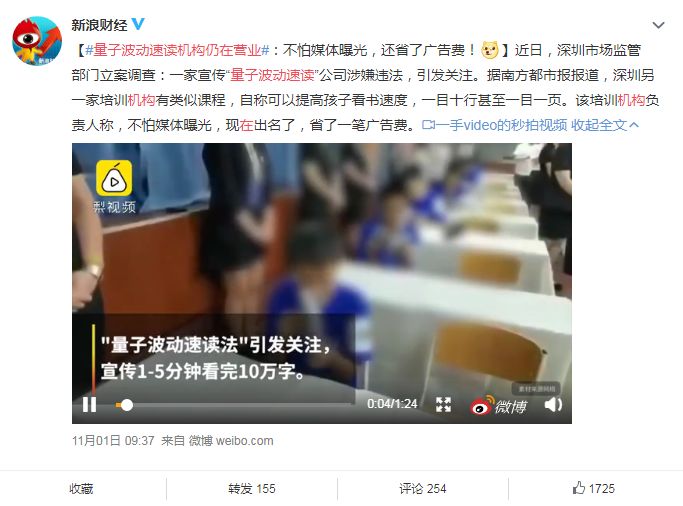 新浪财经
【#量子波动速读机构仍在营业#：不怕媒体曝光，还省了广告费！】近日，深圳市场监管
部门立案调查：一家宣传“量子波动速读”公司涉嫌违法，引发关注。据南方都市报报道，深圳另
一家培训机构有类似课程，自称可以提高孩子看书速度，一目十行甚至一目一页。该培训机构负
责人称，不怕媒体曝光，现在出名了，省了一笔广告费。一手video的秒拍视频 收起全文
梨视频
"量子波动速读法"引发关注，
宣传1-5分钟看完10万字。
素材来源网络
0:04/1:24
微博
11月01日 09:37 来自 微博 weibo.com
收藏
转发 155
评论 254
1725